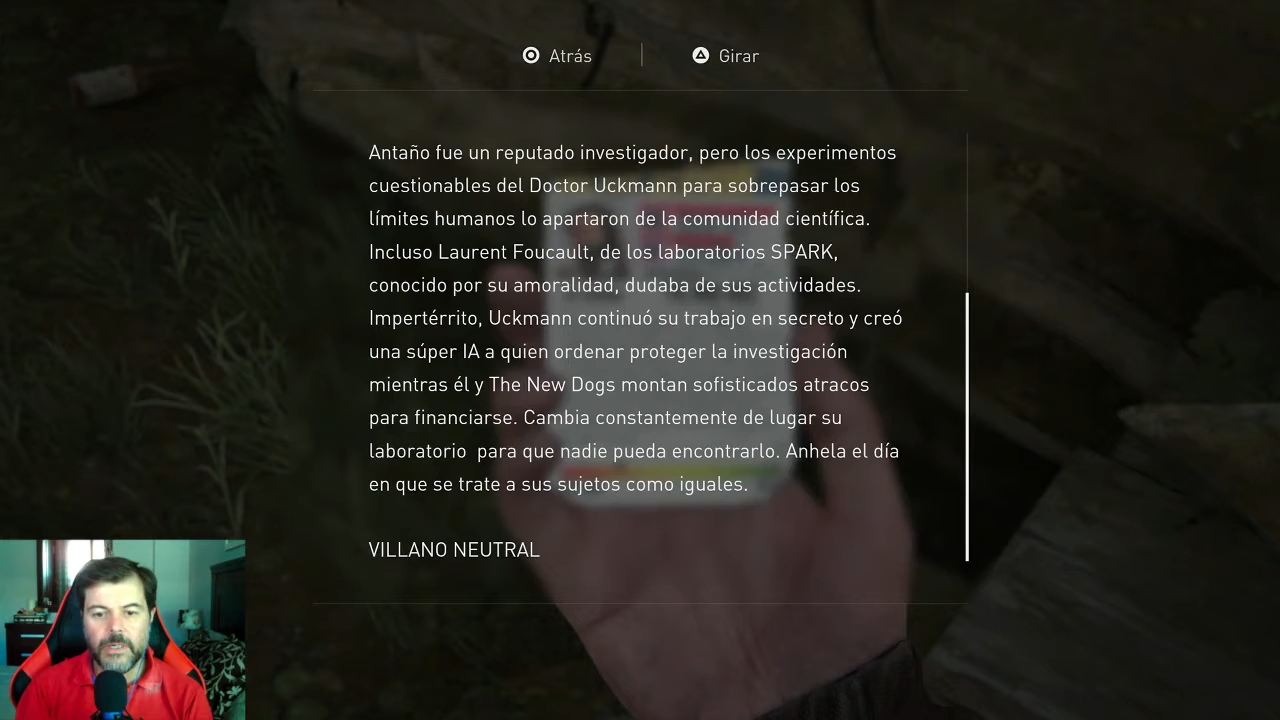 Atrás
Girar
Antaño fue un reputado investigador, pero los experimentos
cuestionables del Doctor Uckmann para sobrepasar los
límites humanos lo apartaron de la comunidad científica.
Incluso Laurent Foucault, de los laboratorios SPARK,
conocido por su amoralidad, dudaba de sus actividades.
Impertérrito, Uckmann continuó su trabajo en secreto y creó
una súper IA a quien ordenar proteger la investigación
mientras él y The New Dogs montan sofisticados atracos
para financiarse. Cambia constantemente de lugar su
laboratorio  para que nadie pueda encontrarlo. Anhela el día
en que se trate a sus sujetos como iguales.
VILLANO NEUTRAL